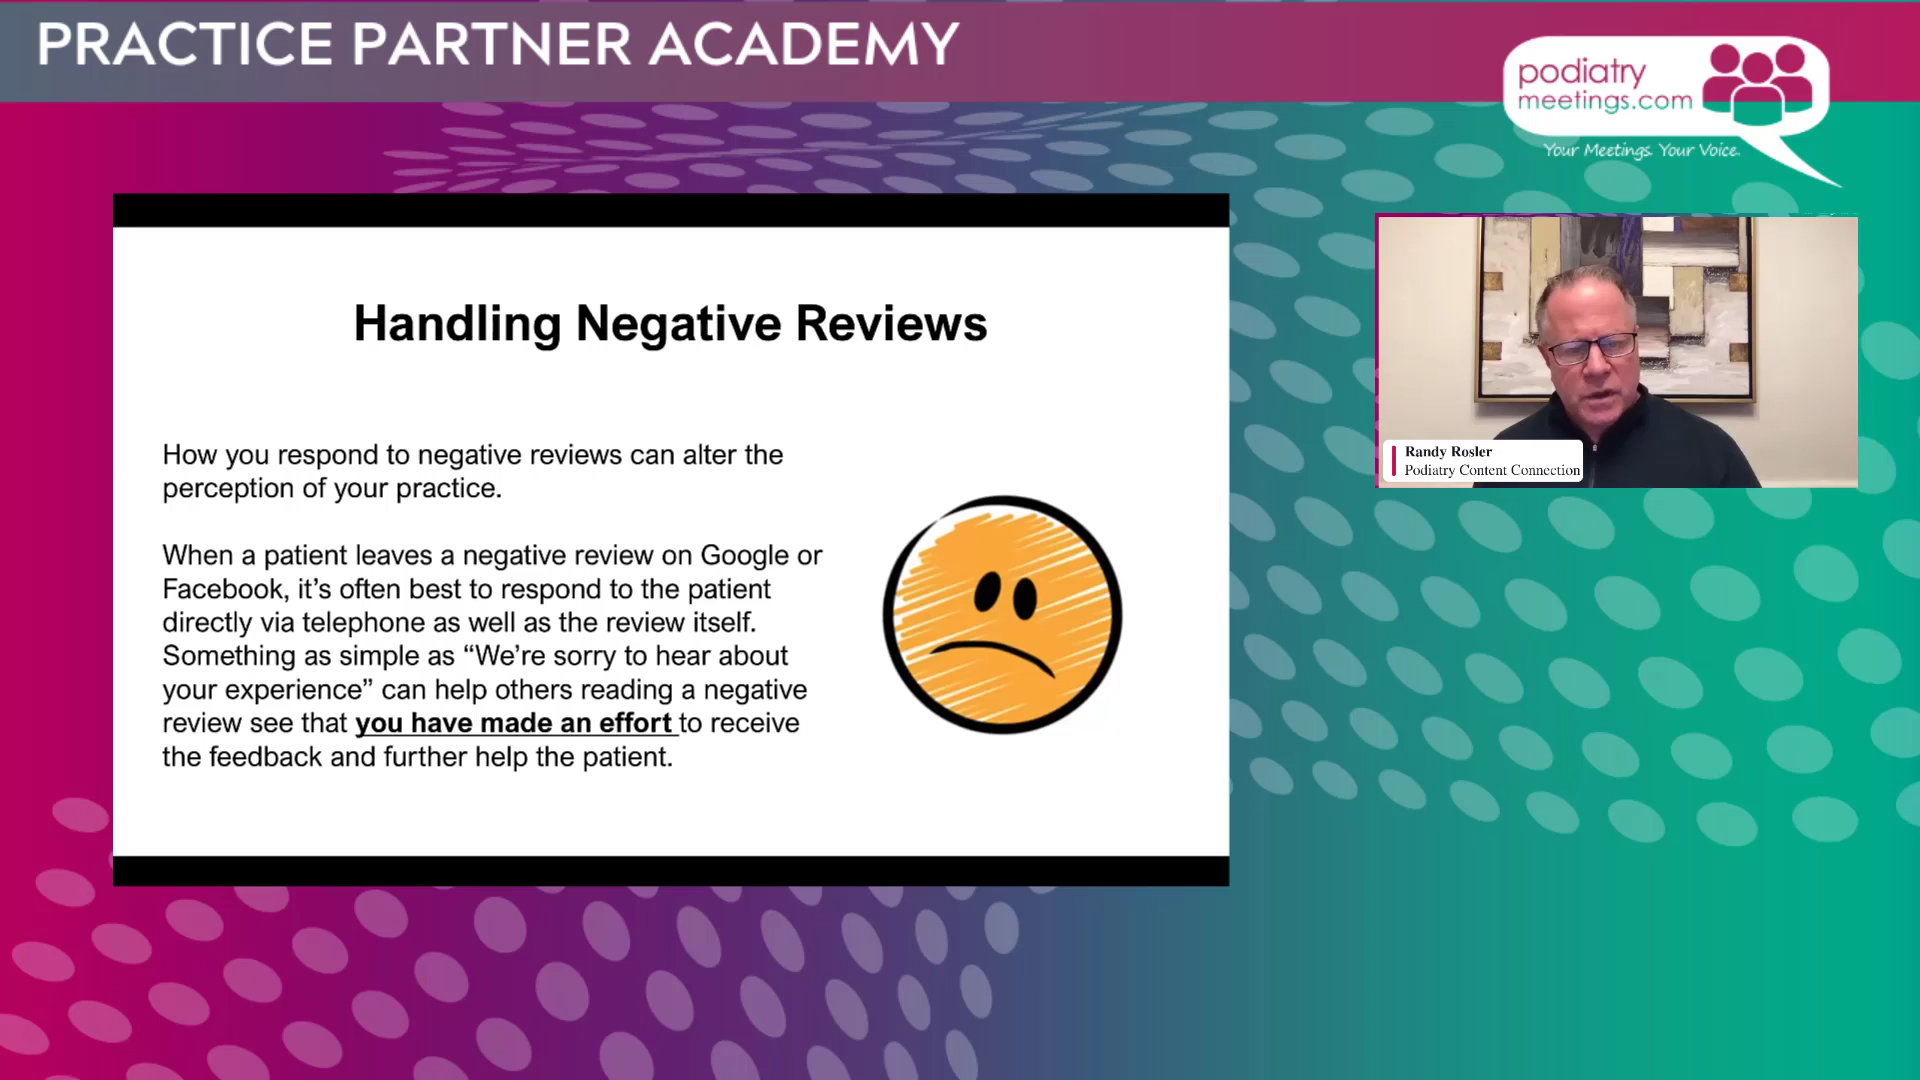 PRACTICE PARTNER ACADEMY
podiatry
meetings.com
Your Meetings. Your Voice.
Handling Negative Reviews
How you respond to negative reviews can alter the
perception of your practice.
When a patient leaves a negative review on Google or
Facebook, it’s often best to respond to the patient
directly via telephone as well as the review itself.
Something as simple as “We’re sorry to hear about
your experience” can help others reading a negative
review see that you have made an effort to receive
the feedback and further help the patient.
Randy Rosler
Podiatry Content Connection